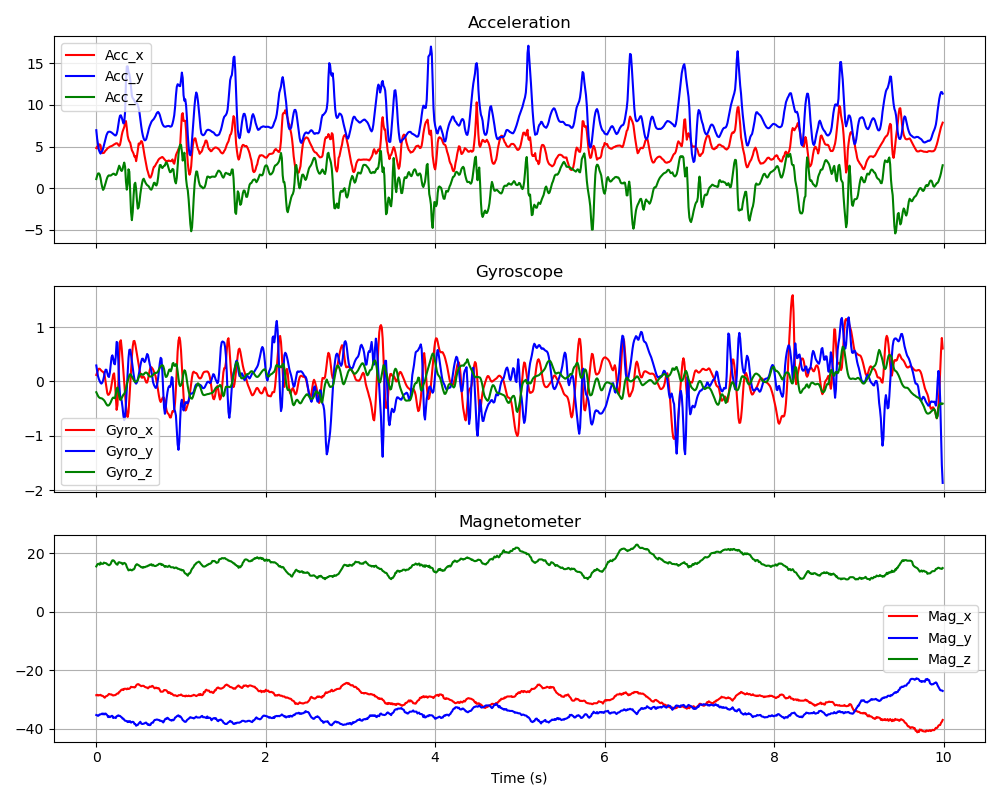 Acceleration
Acc_x
Acc_y
Acc_z
15
10
5
0
−5
Gyroscope
1
0
−1
−2
Gyro_x
Gyro_y
Gyro_z
Magnetometer
20
0
−20
−40
Mag_x
Mag_y
Mag_z
0 2 4 6 8 10
Time (s)